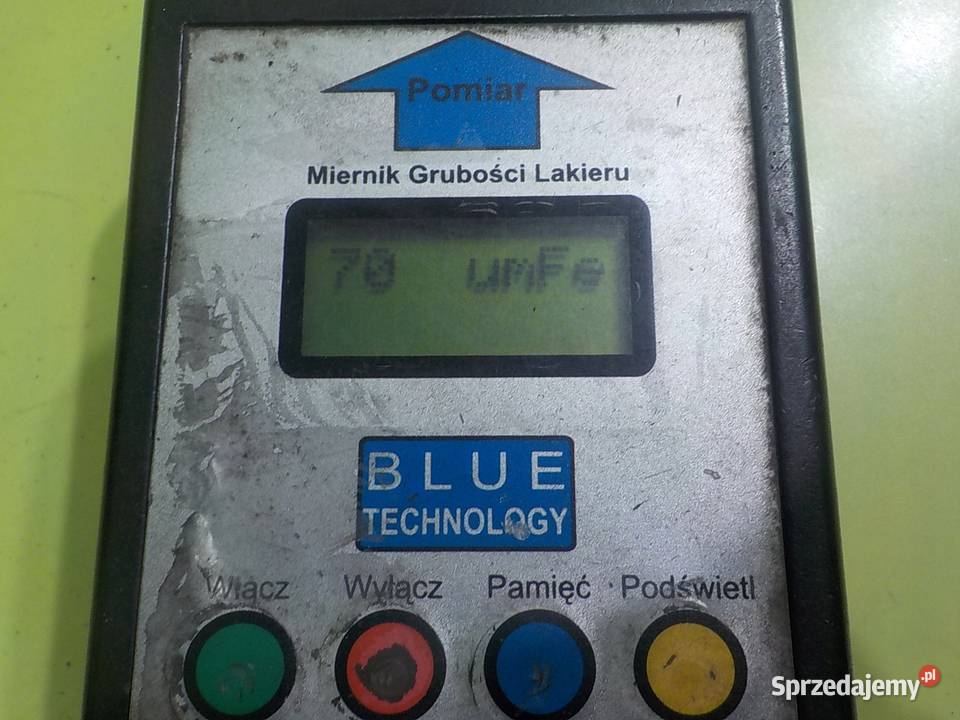 Pomiar
Miernik Grubości Lakieru
70 umFe
BLUE
TECHNOLOGY
Włącz Wyłącz Pamięć Podświetl
Sprzedajemy.pl